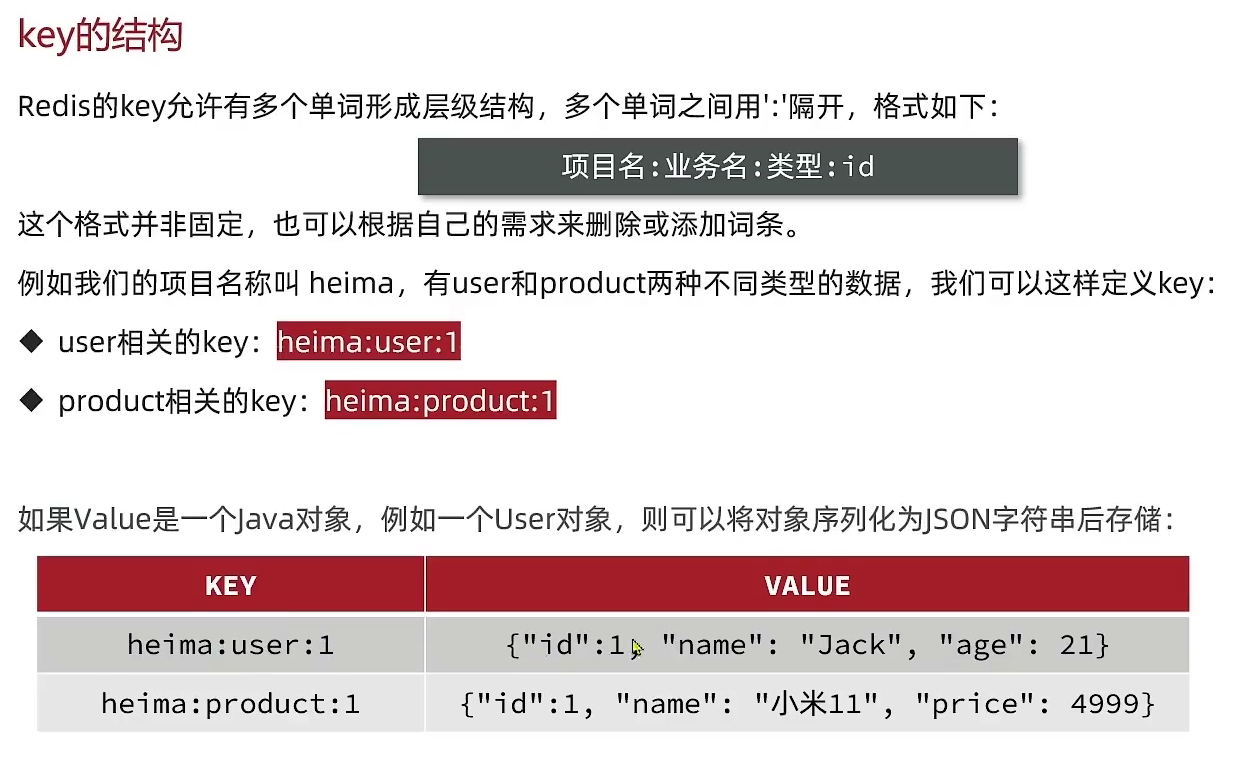 key的结构
Redis的key允许有多个单词形成层级结构，多个单词之间用':'隔开，格式如下：
项目名:业务名:类型:id
这个格式并非固定，也可以根据自己的需求来删除或添加词条。
例如我们的项目名称叫 heima，有user和product两种不同类型的数据，我们可以这样定义key：
◆ user相关的key：heima:user:1
◆ product相关的key：heima:product:1
如果Value是一个Java对象，例如一个User对象，则可以将对象序列化为JSON字符串后存储：
KEY VALUE
heima:user:1 {"id":1, "name": "Jack", "age": 21}
heima:product:1 {"id":1, "name": "小米11", "price": 4999}